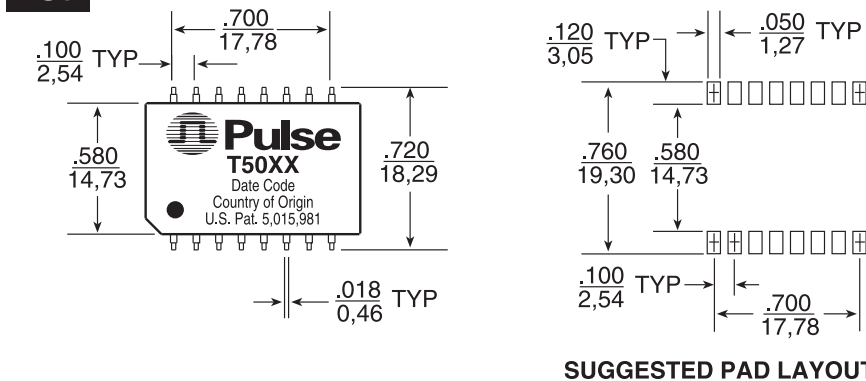 .700
17,78
.100
2,54
TYP
.580
14,73
Pulse
T50XX
Date Code
Country of Origin
U.S. Pat. 5,015,981
.720
18,29
.018
0,46
TYP
.120
3,05
TYP
.050
1,27
TYP
.760
19,30
.580
14,73
.100
2,54
TYP
.700
17,78
SUGGESTED PAD LAYOUT